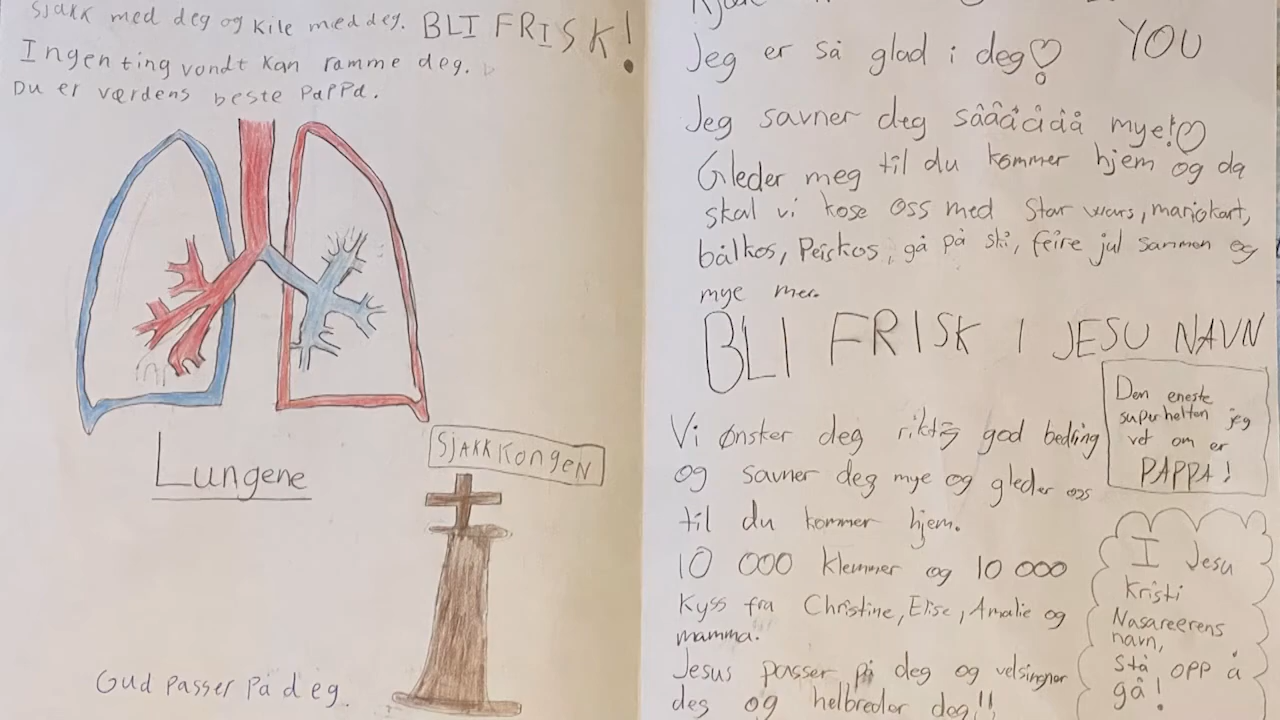 sjakk med deg og kile med deg. BLI FRISK!
Ingenting vondt kan ramme deg.
Du er værdens beste pappa.
Lungene
SJAKKKongEN
Gud passer på deg.
YOU
Jeg er så glad i deg♡
Jeg savner deg sååååååå mye!♡
Gleder meg til du kommer hjem og da
skal vi kose oss med Star wars, mariokart,
bålkos, Peiskos, gå på ski, feire jul sammen og
mye mer.
BLI FRISK I JESU NAVN
Den eneste
superhelten jeg
vet om er
PAPPA!
Vi ønsker deg riktig god bedring
og savner deg mye og gleder oss
til du kommer hjem.
10 000 klemmer og 10 000
kyss fra Christine, Elise, Amalie og
mamma.
Jesus passer på deg og velsigner
deg og helbreder deg!!
I Jesu
Kristi
Nasareerens
navn,
Stå opp å
gå!